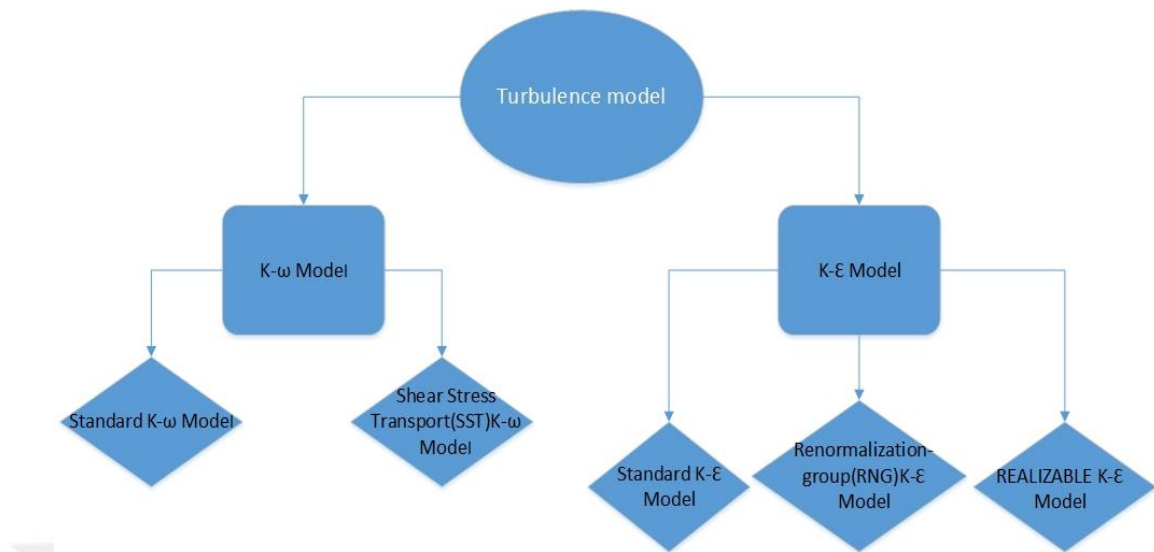 Turbulence model
K-ω Model
K-Ɛ Model
Standard K-ω Model
Shear Stress
Transport(SST)K-ω
Model
Standard K-Ɛ
Model
Renormalization-
group(RNG)K-Ɛ
Model
REALIZABLE K-Ɛ
Model